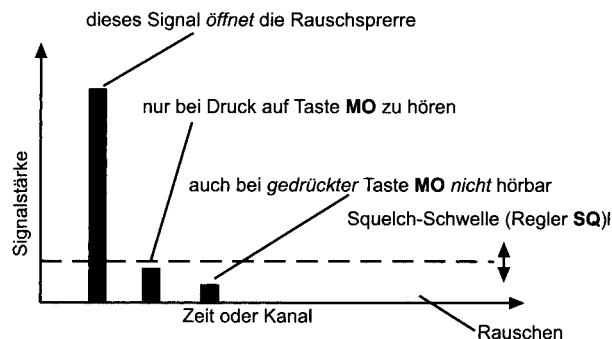 dieses Signal öffnet die Rauschsprerre
nur bei Druck auf Taste MO zu hören
auch bei gedrückter Taste MO nicht hörbar
Squelch-Schwelle (Regler SQ)
Signalstärke
Zeit oder Kanal
Rauschen